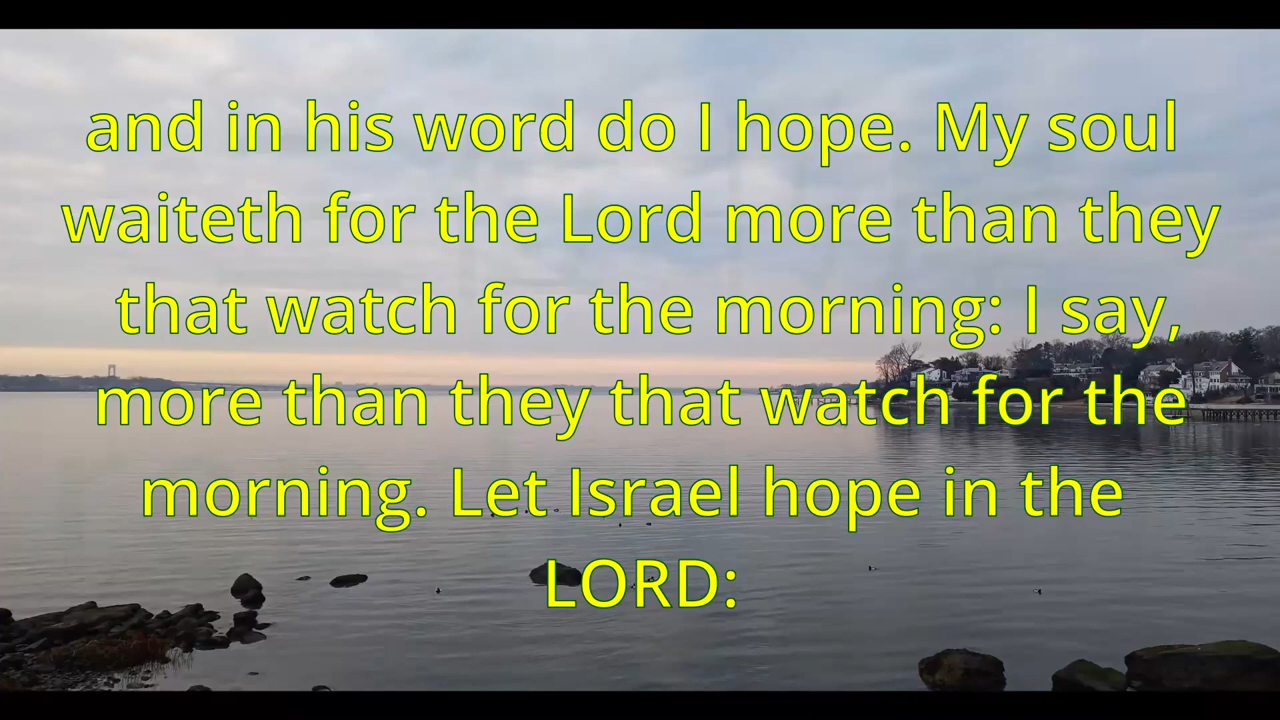 and in his word do I hope. My soul
waiteth for the Lord more than they
that watch for the morning: I say,
more than they that watch for the
morning. Let Israel hope in the
LORD: